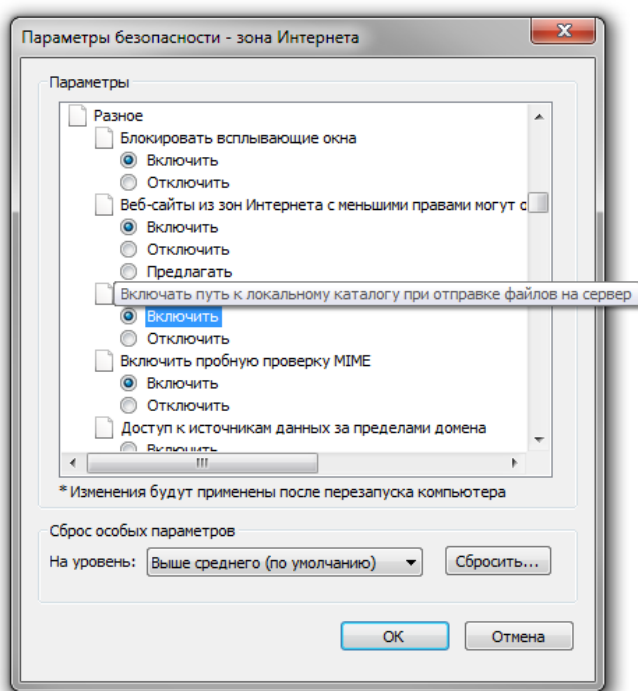 Параметры безопасности - зона Интернета
Параметры
Разное
Блокировать всплывающие окна
Включить
Отключить
Веб-сайты из зон Интернета с меньшими правами могут
Включить
Отключить
Предлагать
Включать путь к локальному каталогу при отправке файлов на сервер
Включить
Отключить
Включить пробную проверку MIME
Включить
Отключить
Доступ к источникам данных за пределами домена
Включить
* Изменения будут применены после перезапуска компьютера
Сброс особых параметров
На уровень: Выше среднего (по умолчанию) Сбросить...
ОК Отмена